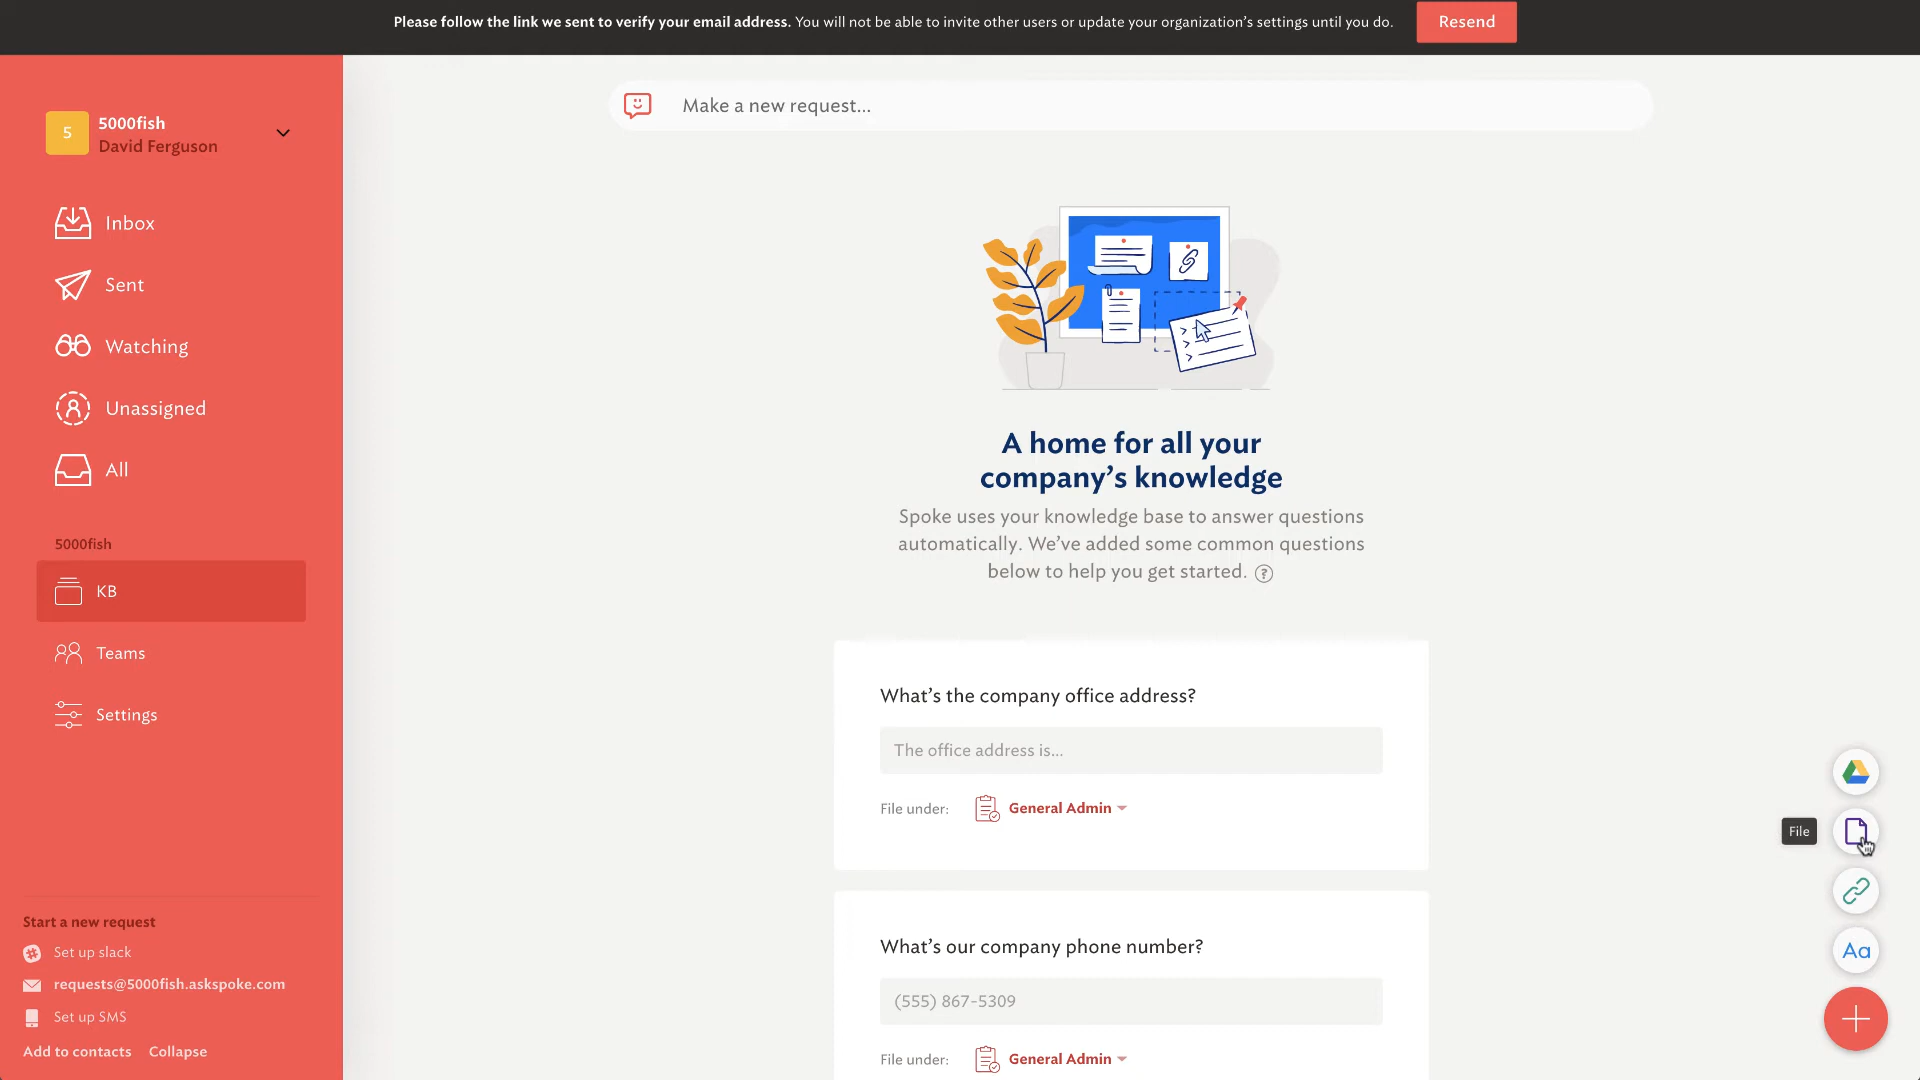 Please follow the link we sent to verify your email address. You will not be able to invite other users or update your organization’s settings until you do.
Resend
5
5000fish
David Ferguson
Make a new request...
Inbox
Sent
Watching
Unassigned
All
5000fish
KB
Teams
Settings
A home for all your
company’s knowledge
Spoke uses your knowledge base to answer questions
automatically. We’ve added some common questions
below to help you get started. ?
What’s the company office address?
The office address is...
File under: General Admin
What’s our company phone number?
(555) 867-5309
File under: General Admin
File
Aa
Start a new request
Set up slack
requests@5000fish.askspoke.com
Set up SMS
Add to contacts Collapse